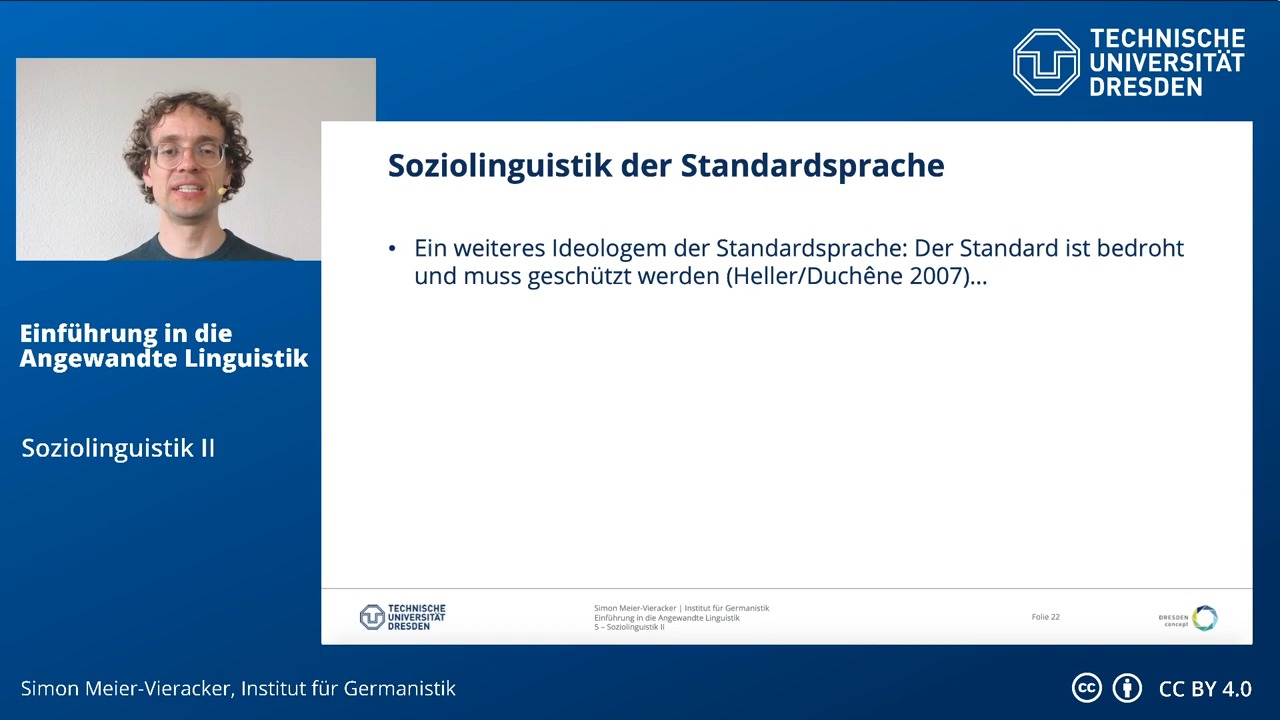 TECHNISCHE
UNIVERSITÄT
DRESDEN
Soziolinguistik der Standardsprache
• Ein weiteres Ideologem der Standardsprache: Der Standard ist bedroht
und muss geschützt werden (Heller/Duchêne 2007)…
Einführung in die
Angewandte Linguistik
Soziolinguistik II
TECHNISCHE
UNIVERSITÄT
DRESDEN
Simon Meier-Vieracker | Institut für Germanistik
Einführung in die Angewandte Linguistik
5 – Soziolinguistik II
Folie 22
DRESDEN
concept
Simon Meier-Vieracker, Institut für Germanistik
cc
CC BY 4.0